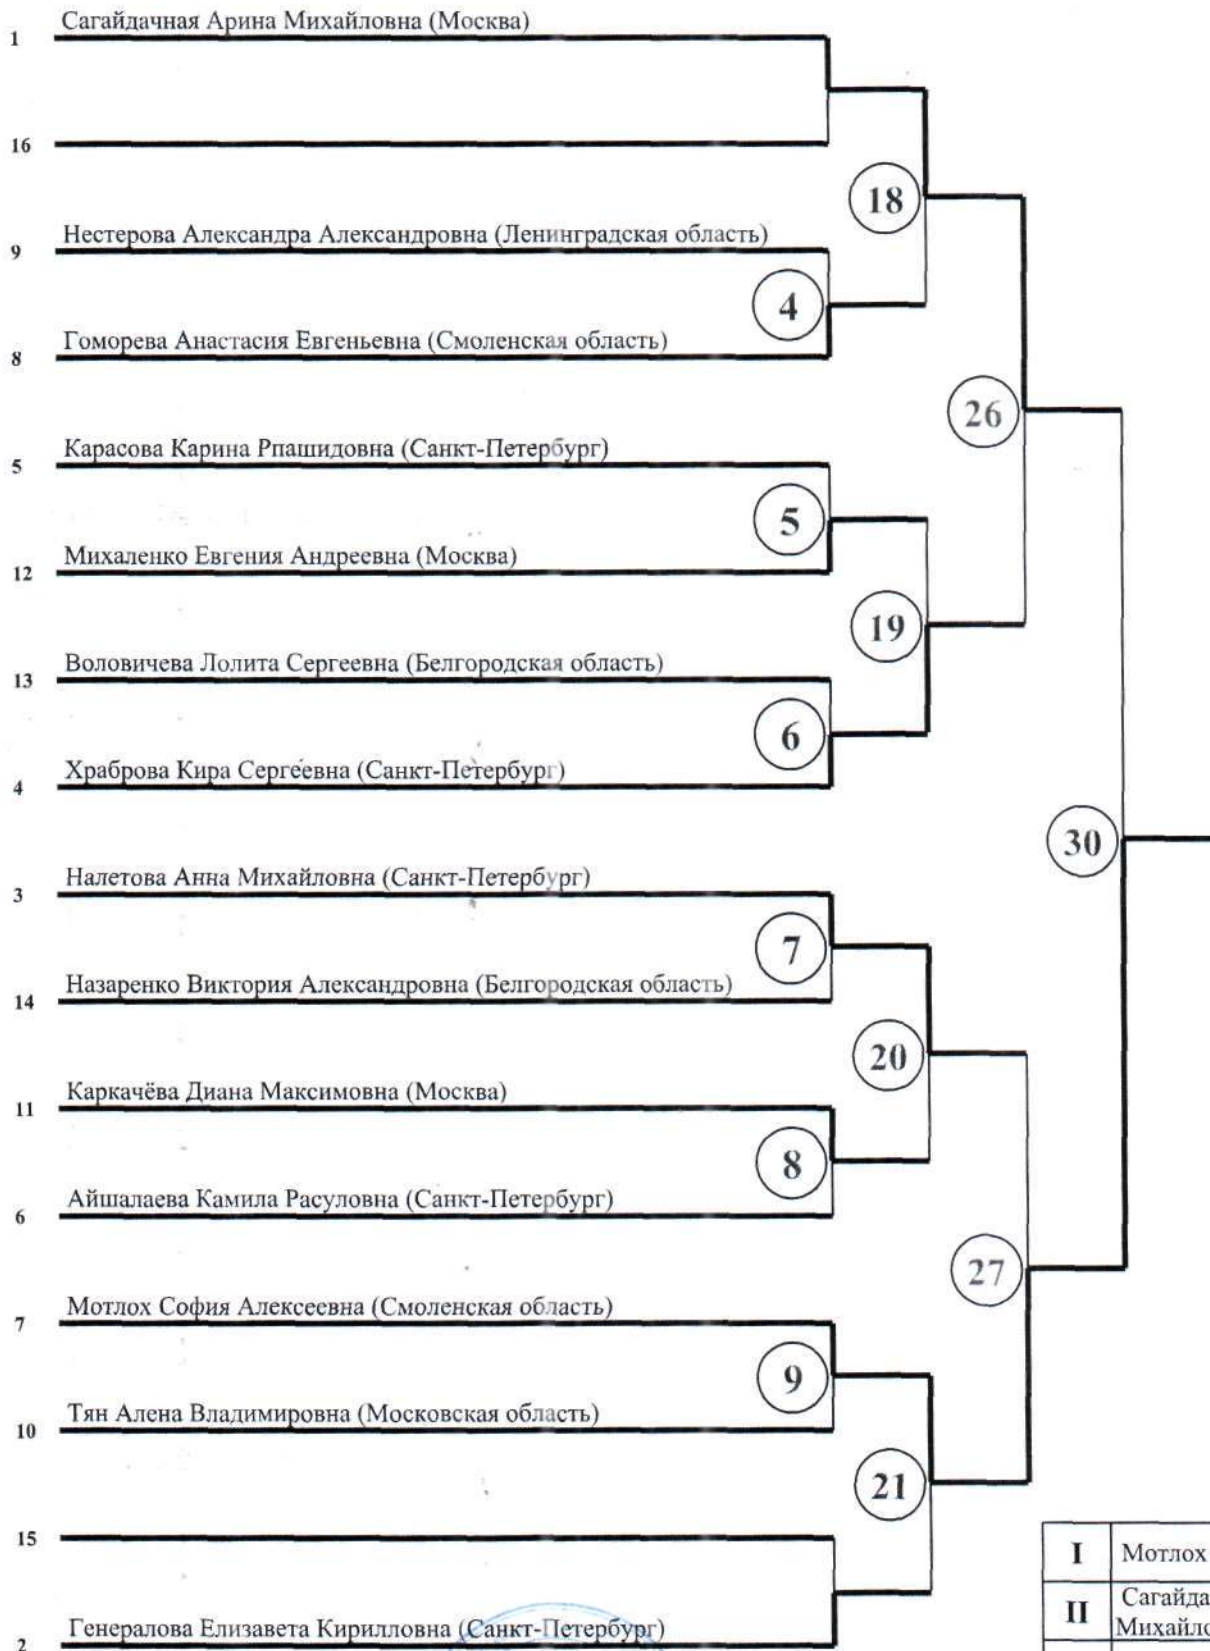 Сагайдачная Арина Михайловна (Москва)
1
16
18
Нестерова Александра Александровна (Ленинградская область)
9
4
Гоморева Анастасия Евгеньевна (Смоленская область)
8
26
Карасова Карина Рпашидовна (Санкт-Петербург)
5
5
Михаленко Евгения Андреевна (Москва)
12
19
Воловичева Лолита Сергеевна (Белгородская область)
13
6
Храброва Кира Сергеевна (Санкт-Петербург)
4
30
Налетова Анна Михайловна (Санкт-Петербург)
3
7
Назаренко Виктория Александровна (Белгородская область)
14
20
Каркачёва Диана Максимовна (Москва)
11
8
Айшалаева Камила Расуловна (Санкт-Петербург)
6
27
Мотлох София Алексеевна (Смоленская область)
7
9
Тян Алена Владимировна (Московская область)
10
21
15
I Мотлох
II Сагайда
Михайло
Генералова Елизавета Кирилловна (Санкт-Петербург)
2